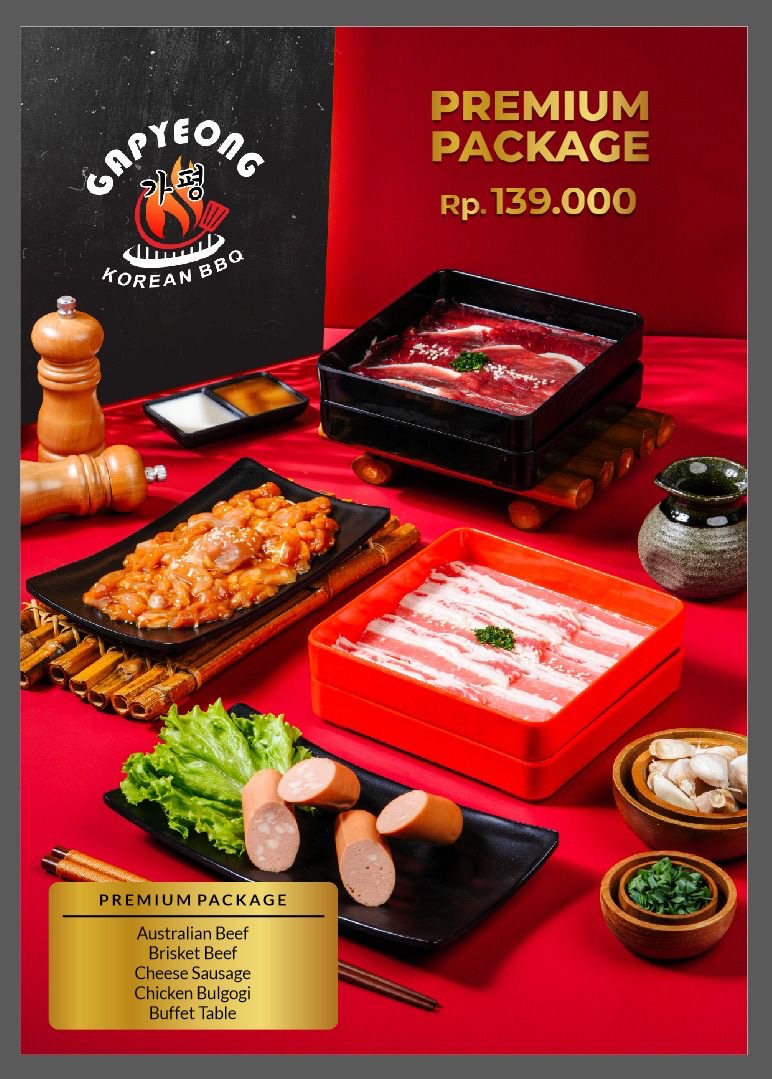 GAPYEONG
가평
KOREAN BBQ
PREMIUM
PACKAGE
Rp. 139.000
PREMIUM PACKAGE
Australian Beef
Brisket Beef
Cheese Sausage
Chicken Bulgogi
Buffet Table